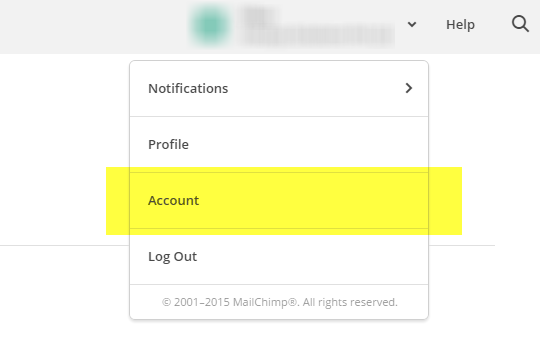 Help
Notifications
Profile
Account
Log Out
© 2001–2015 MailChimp®. All rights reserved.